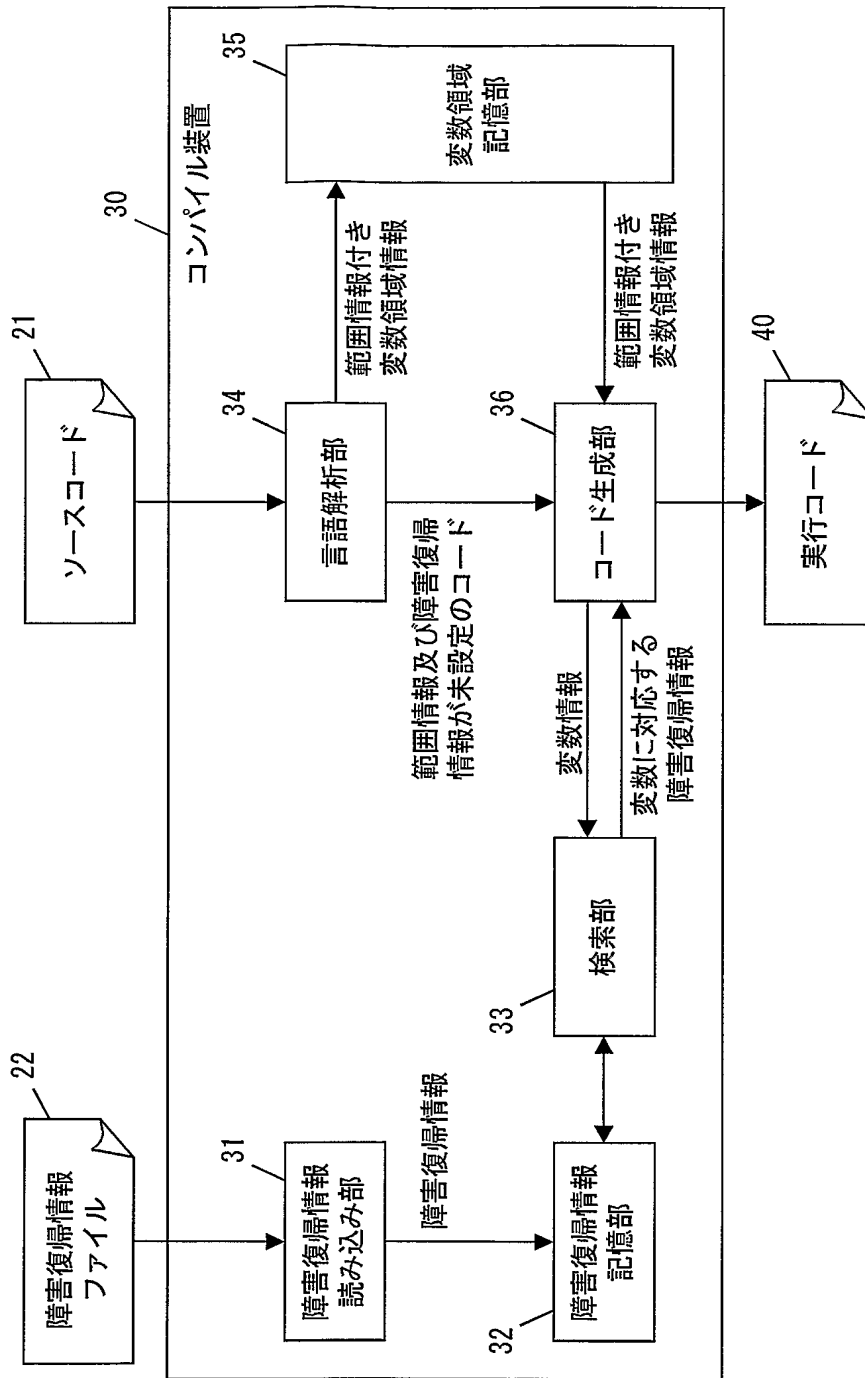 障害復帰情報
ファイル
22
ソースコード
21
30
コンパイル装置
障害復帰情報
読み込み部
31
言語解析部
34
範囲情報付き
変数領域情報
35
変数領域
記憶部
障害復帰情報
範囲情報及び障害復帰
情報が未設定のコード
範囲情報付き
変数領域情報
障害復帰情報
記憶部
32
検索部
33
変数情報
変数に対応する
障害復帰情報
コード生成部
36
実行コード
40